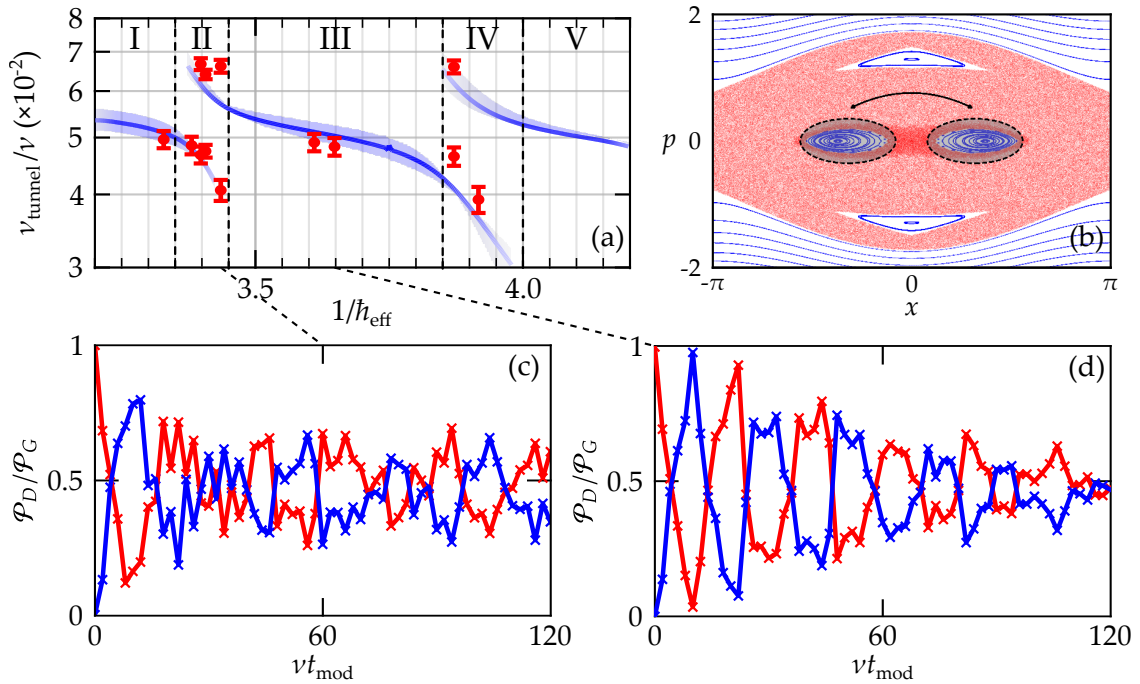 I II III IV V
8
7
6
5
4
3
ν_tunnel/ν (×10⁻²)
3.5 4.0
1/ħ_eff
(a)
2
0
-2
p
-π 0 π
x
(b)
1
0.5
0
𝒫_D/𝒫_G
0 60 120
νt_mod
(c)
1
0.5
0
𝒫_D/𝒫_G
0 60 120
νt_mod
(d)